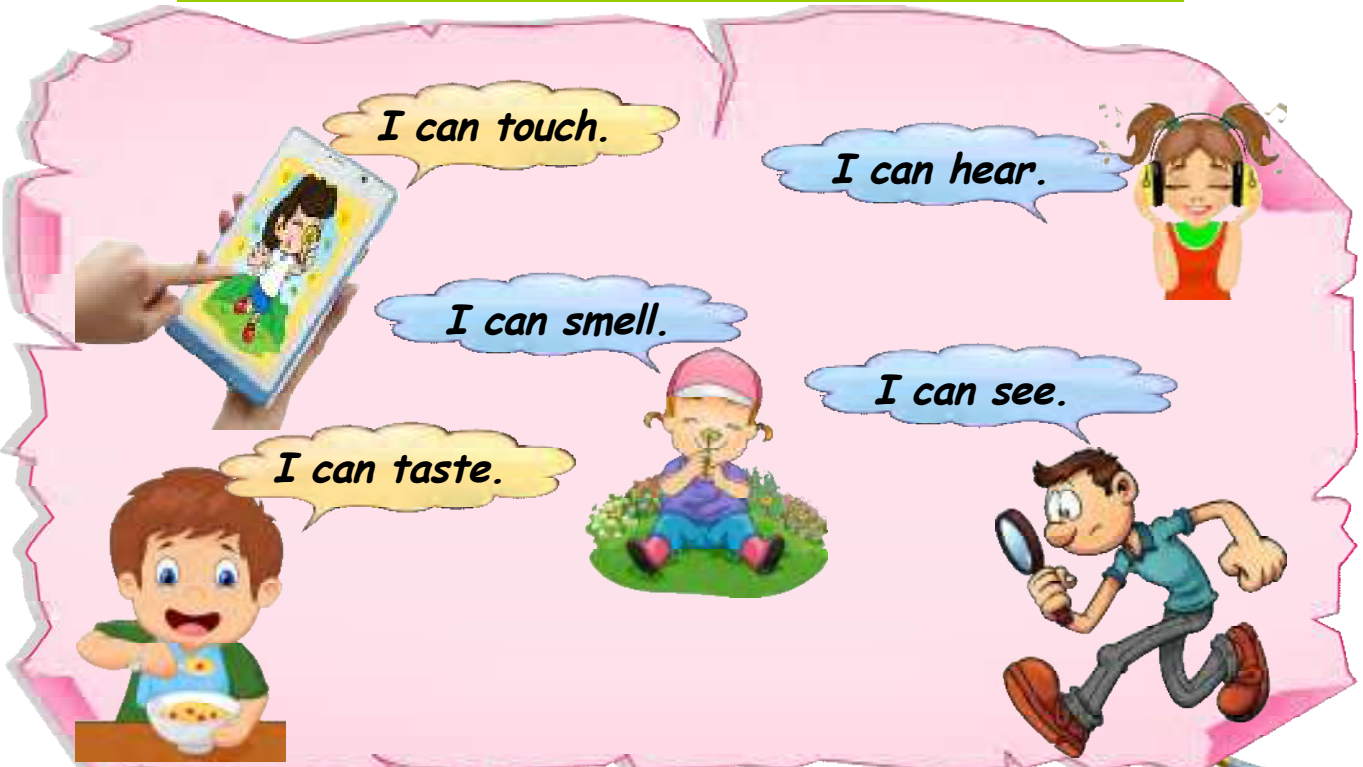 I can touch.
I can hear.
I can smell.
I can see.
I can taste.